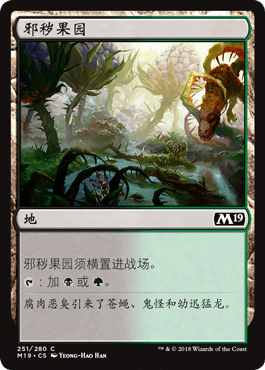 邪秽果园
地
M19
邪秽果园须横置进战场。
：加或。
腐肉恶臭引来了苍蝇、鬼怪和幼迅猛龙。
251/280 C
M19 • CS Yeong-Hao Han
™ & © 2018 Wizards of the Coast